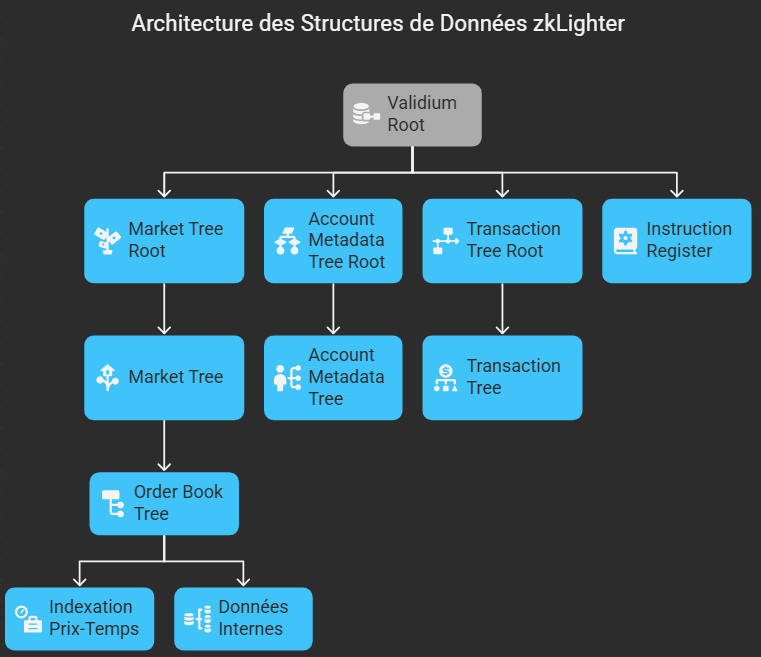 Architecture des Structures de Données zkLighter
Validium
Root
Market Tree
Root
Account
Metadata
Tree Root
Transaction
Tree Root
Instruction
Register
Market Tree
Account
Metadata
Tree
Transaction
Tree
Order Book
Tree
Indexation
Prix-Temps
Données
Internes